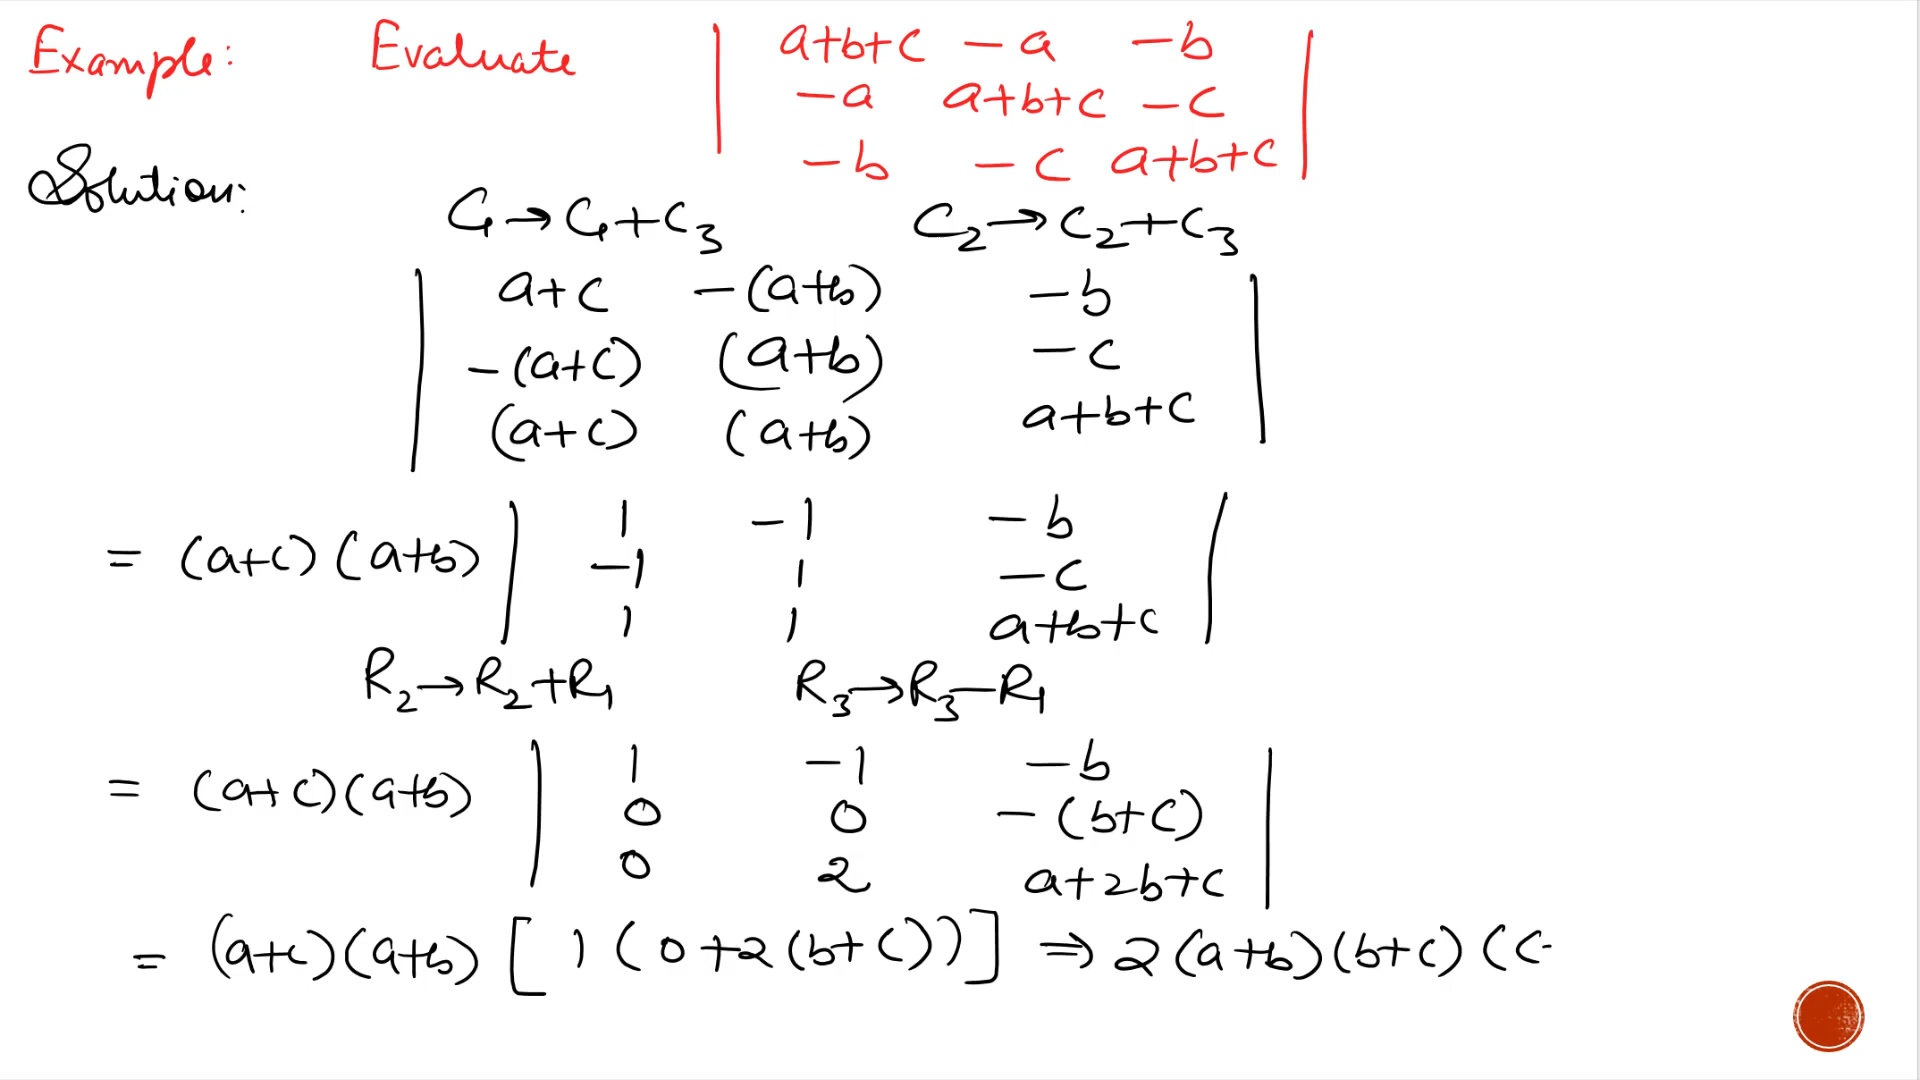 Example: Evaluate | a+b+c -a -b |
| -a a+b+c -c |
| -b -c a+b+c |
Solution:
C₁→C₁+C₃ C₂→C₂+C₃
| a+c -(a+b) -b |
| -(a+c) (a+b) -c |
| (a+c) (a+b) a+b+c |
= (a+c)(a+b) | 1 -1 -b |
| -1 1 -c |
| 1 1 a+b+c |
R₂→R₂+R₁ R₃→R₃-R₁
= (a+c)(a+b) | 1 -1 -b |
| 0 0 -(b+c) |
| 0 2 a+2b+c |
= (a+c)(a+b) [ 1(0+2(b+c)) ] ⇒ 2(a+b)(b+c)(c-